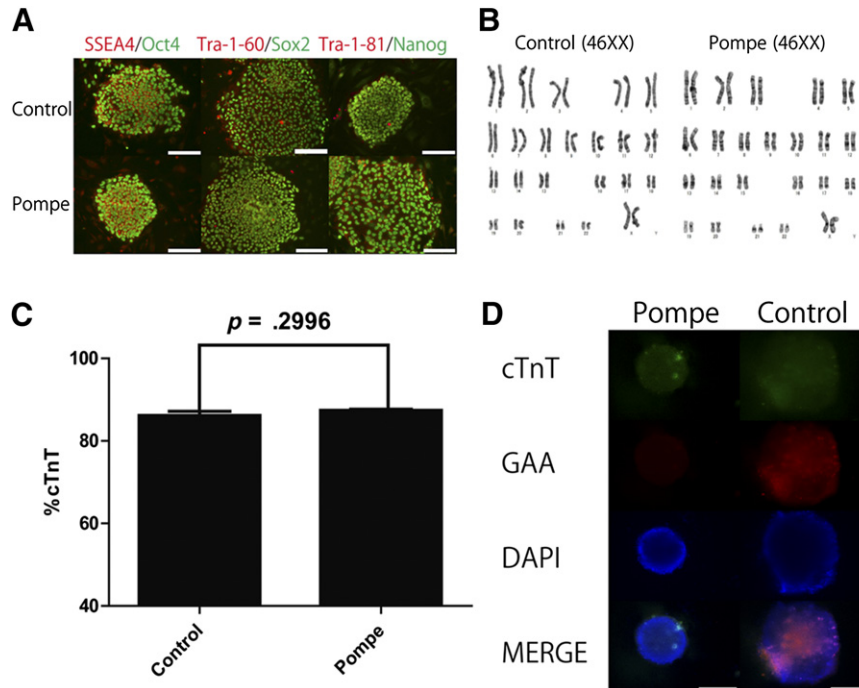 A
SSEA4/Oct4 Tra-1-60/Sox2 Tra-1-81/Nanog
Control
Pompe
B
Control (46XX) Pompe (46XX)
C
p = .2996
100
80
60
40
%cTnT
Control
Pompe
D
Pompe Control
cTnT
GAA
DAPI
MERGE